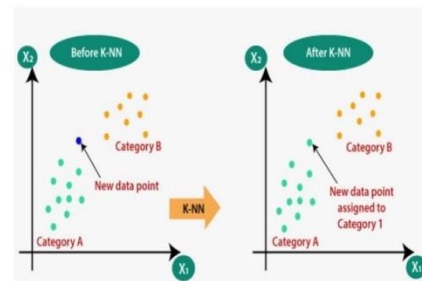 Before K-NN
X₂
Category B
New data point
Category A
X₁
K-NN
After K-NN
X₂
Category B
New data point
assigned to
Category 1
Category A
X₁